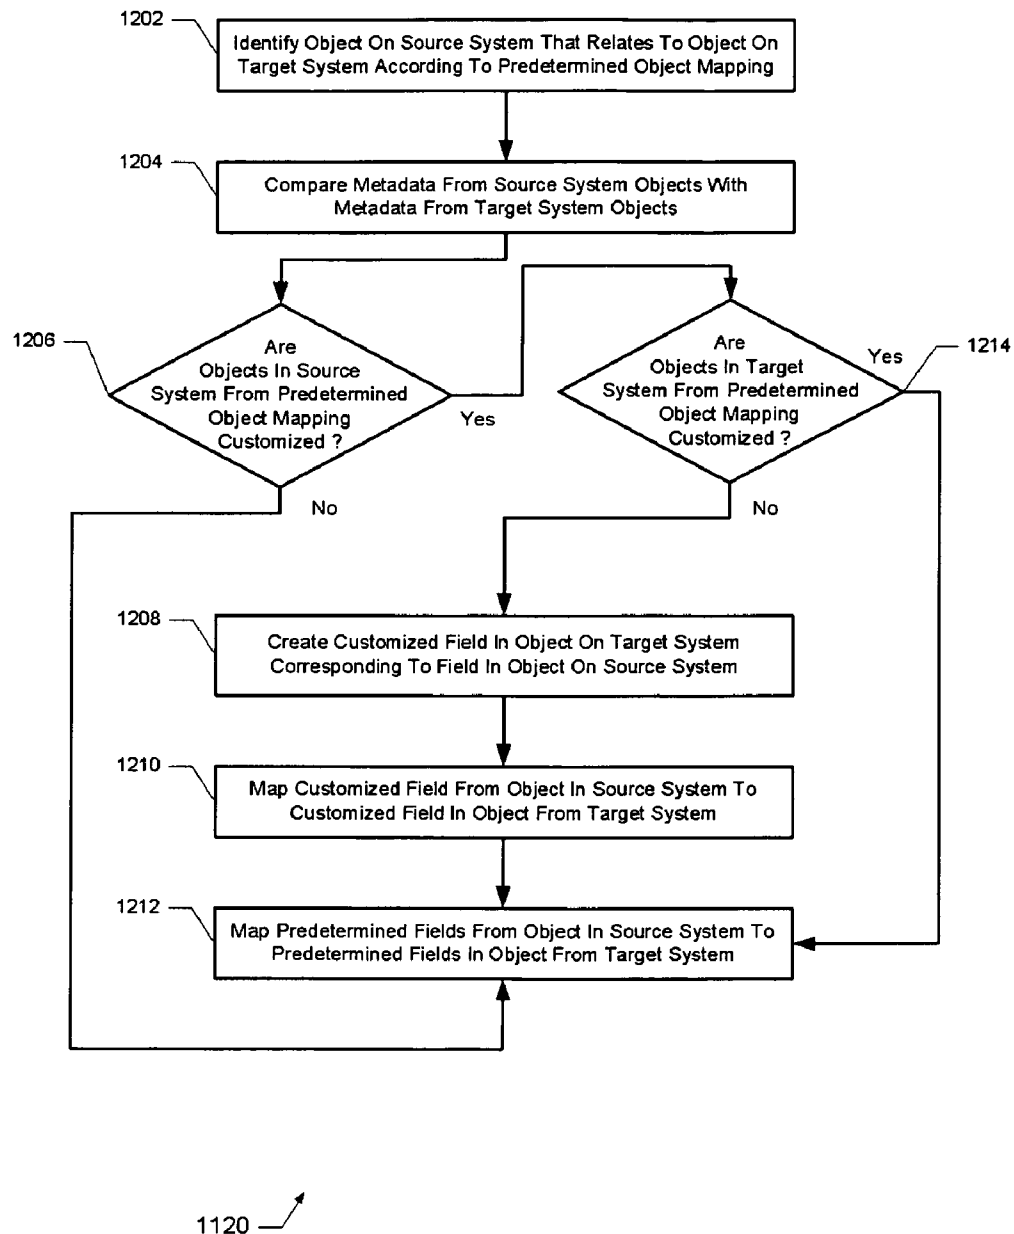 1202
Identify Object On Source System That Relates To Object On
Target System According To Predetermined Object Mapping
1204
Compare Metadata From Source System Objects With
Metadata From Target System Objects
1206
Are
Objects In Source
System From Predetermined
Object Mapping
Customized ?
Yes
No
Are
Objects In Target
System From Predetermined
Object Mapping
Customized ?
Yes
1214
No
1208
Create Customized Field In Object On Target System
Corresponding To Field In Object On Source System
1210
Map Customized Field From Object In Source System To
Customized Field In Object From Target System
1212
Map Predetermined Fields From Object In Source System To
Predetermined Fields In Object From Target System
1120